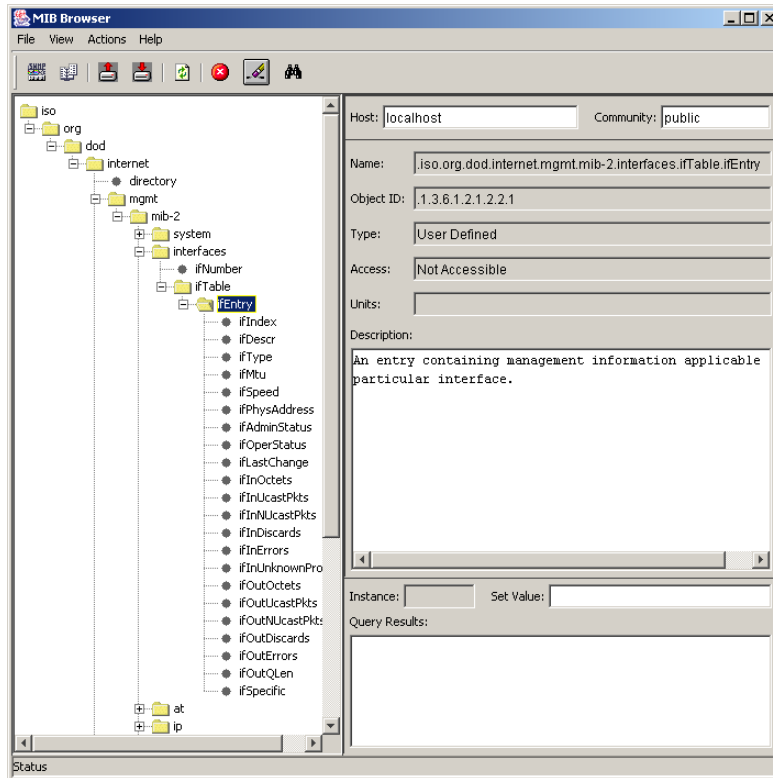 MIB Browser
File View Actions Help
iso
org
dod
internet
directory
mgmt
mib-2
system
interfaces
ifNumber
ifTable
ifEntry
ifIndex
ifDescr
ifType
ifMtu
ifSpeed
ifPhysAddress
ifAdminStatus
ifOperStatus
ifLastChange
ifInOctets
ifInUcastPkts
ifInNUcastPkts
ifInDiscards
ifInErrors
ifInUnknownPro
ifOutOctets
ifOutUcastPkts
ifOutNUcastPkts
ifOutDiscards
ifOutErrors
ifOutQLen
ifSpecific
at
ip
Host: localhost Community: public
Name: .iso.org.dod.internet.mgmt.mib-2.interfaces.ifTable.ifEntry
Object ID: .1.3.6.1.2.1.2.2.1
Type: User Defined
Access: Not Accessible
Units:
Description:
An entry containing management information applicable
particular interface.
Instance: Set Value:
Query Results:
Status